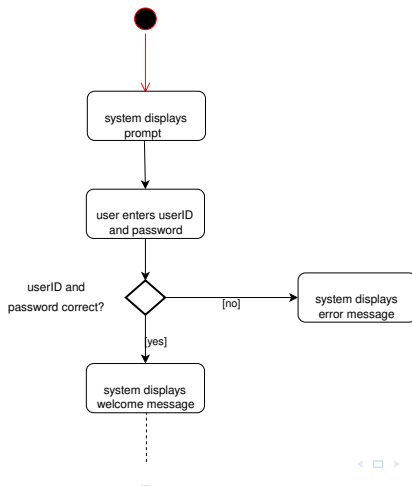 system displays
prompt
user enters userID
and password
userID and
password correct?
[no]
system displays
error message
[yes]
system displays
welcome message
...